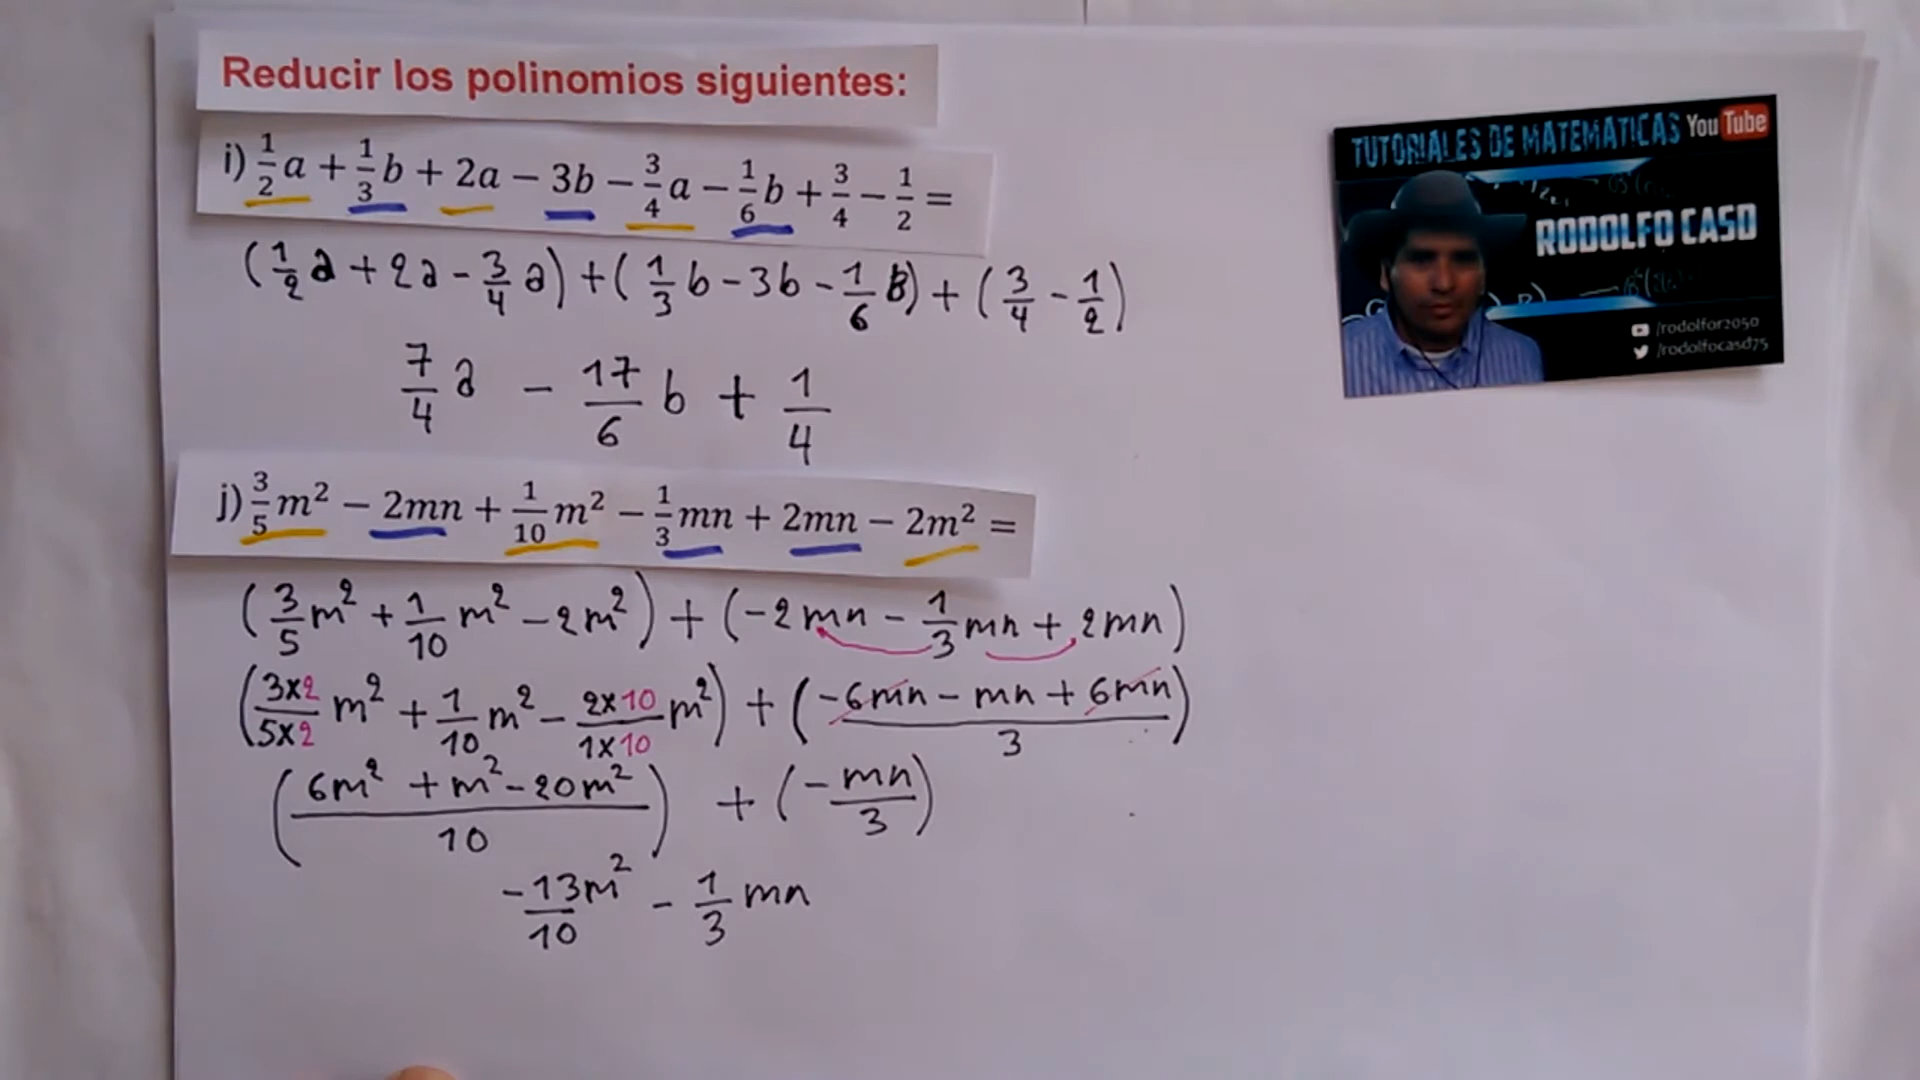 Reducir los polinomios siguientes:
i) 1/2 a + 1/3 b + 2a − 3b − 3/4 a − 1/6 b + 3/4 − 1/2 =
(1/2 a + 2a - 3/4 a) + (1/3 b - 3b - 1/6 b) + (3/4 - 1/2)
7/4 a - 17/6 b + 1/4
j) 3/5 m² − 2mn + 1/10 m² − 1/3 mn + 2mn − 2m² =
(3/5 m² + 1/10 m² - 2m²) + (-2mn - 1/3 mn + 2mn)
(3x2/5x2 m² + 1/10 m² - 2x10/1x10 m²) + (-6mn - mn + 6mn/3)
(6m² + m² - 20m²/10) + (-mn/3)
-13m²/10 - 1/3 mn
TUTORIALES DE MATEMATICAS YouTube
RODOLFO CASD
/rodolfor2050
/rodolfocasd75